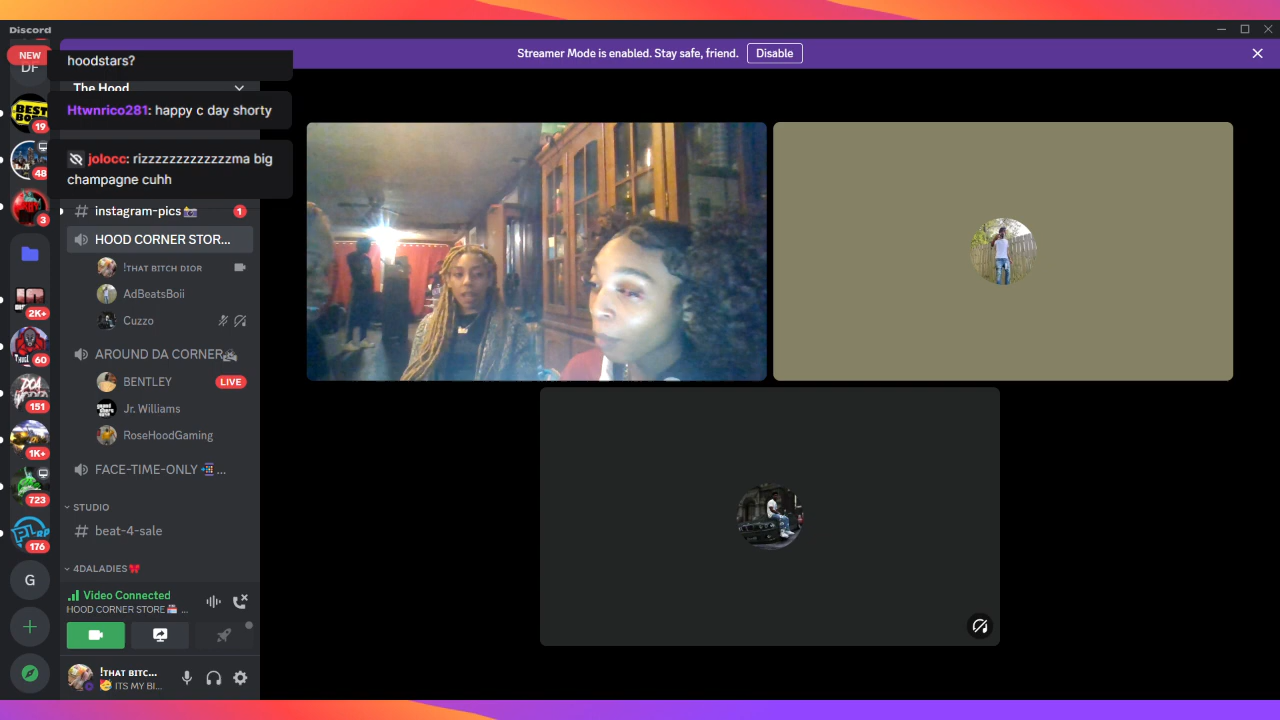 Discord
Streamer Mode is enabled. Stay safe, friend.
Disable
NEW
DF
hoodstars?
The Hood
Htwnrico281: happy c day shorty
jolocc: rizzzzzzzzzzzzzma big
champagne cuhh
BEST
19
48
3
2K+
60
151
1K+
723
176
G
# instagram-pics 📸
1
HOOD CORNER STOR...
!THAT BITCH DIOR
AdBeatsBoii
Cuzzo
AROUND DA CORNER
BENTLEY
LIVE
Jr. Williams
RoseHoodGaming
FACE-TIME-ONLY 📲 ...
STUDIO
# beat-4-sale
4DALADIES🎀
Video Connected
HOOD CORNER STORE 🏪 ...
!THAT BITC...
🥳 ITS MY BI...